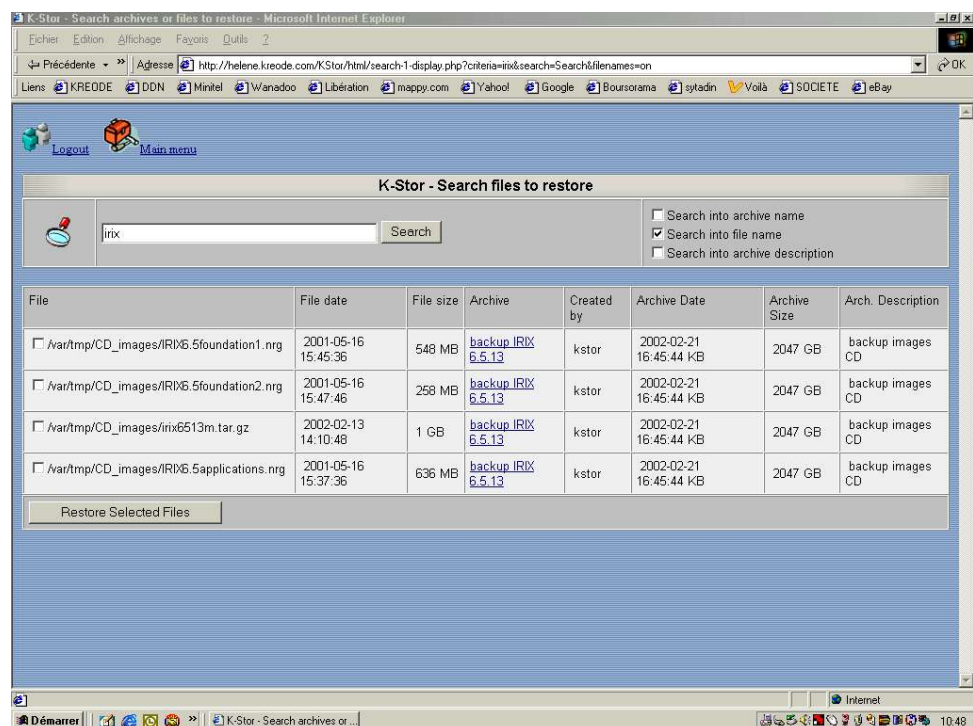 K-Stor - Search archives or files to restore - Microsoft Internet Explorer
Fichier Edition Affichage Favoris Outils ?
Précédente » Adresse http://helene.kreode.com/KStor/html/search-1-display.php?criteria=irix&search=Search&filenames=on OK
Liens KREODE DDN Minitel Wanadoo Libération mappy.com Yahoo! Google Boursorama sytadin Voilà SOCIETE eBay
Logout Main menu
K-Stor - Search files to restore
irix Search
Search into archive name
Search into file name
Search into archive description
File File date File size Archive Created by Archive Date Archive Size Arch. Description
/var/tmp/CD_images/IRIX6.5foundation1.nrg 2001-05-16 15:45:36 548 MB backup IRIX 6.5.13 kstor 2002-02-21 16:45:44 KB 2047 GB backup images CD
/var/tmp/CD_images/IRIX6.5foundation2.nrg 2001-05-16 15:47:46 258 MB backup IRIX 6.5.13 kstor 2002-02-21 16:45:44 KB 2047 GB backup images CD
/var/tmp/CD_images/irix6513m.tar.gz 2002-02-13 14:10:48 1 GB backup IRIX 6.5.13 kstor 2002-02-21 16:45:44 KB 2047 GB backup images CD
/var/tmp/CD_images/IRIX6.5applications.nrg 2001-05-16 15:37:36 636 MB backup IRIX 6.5.13 kstor 2002-02-21 16:45:44 KB 2047 GB backup images CD
Restore Selected Files
Internet
Démarrer » K-Stor - Search archives or ... 10:48